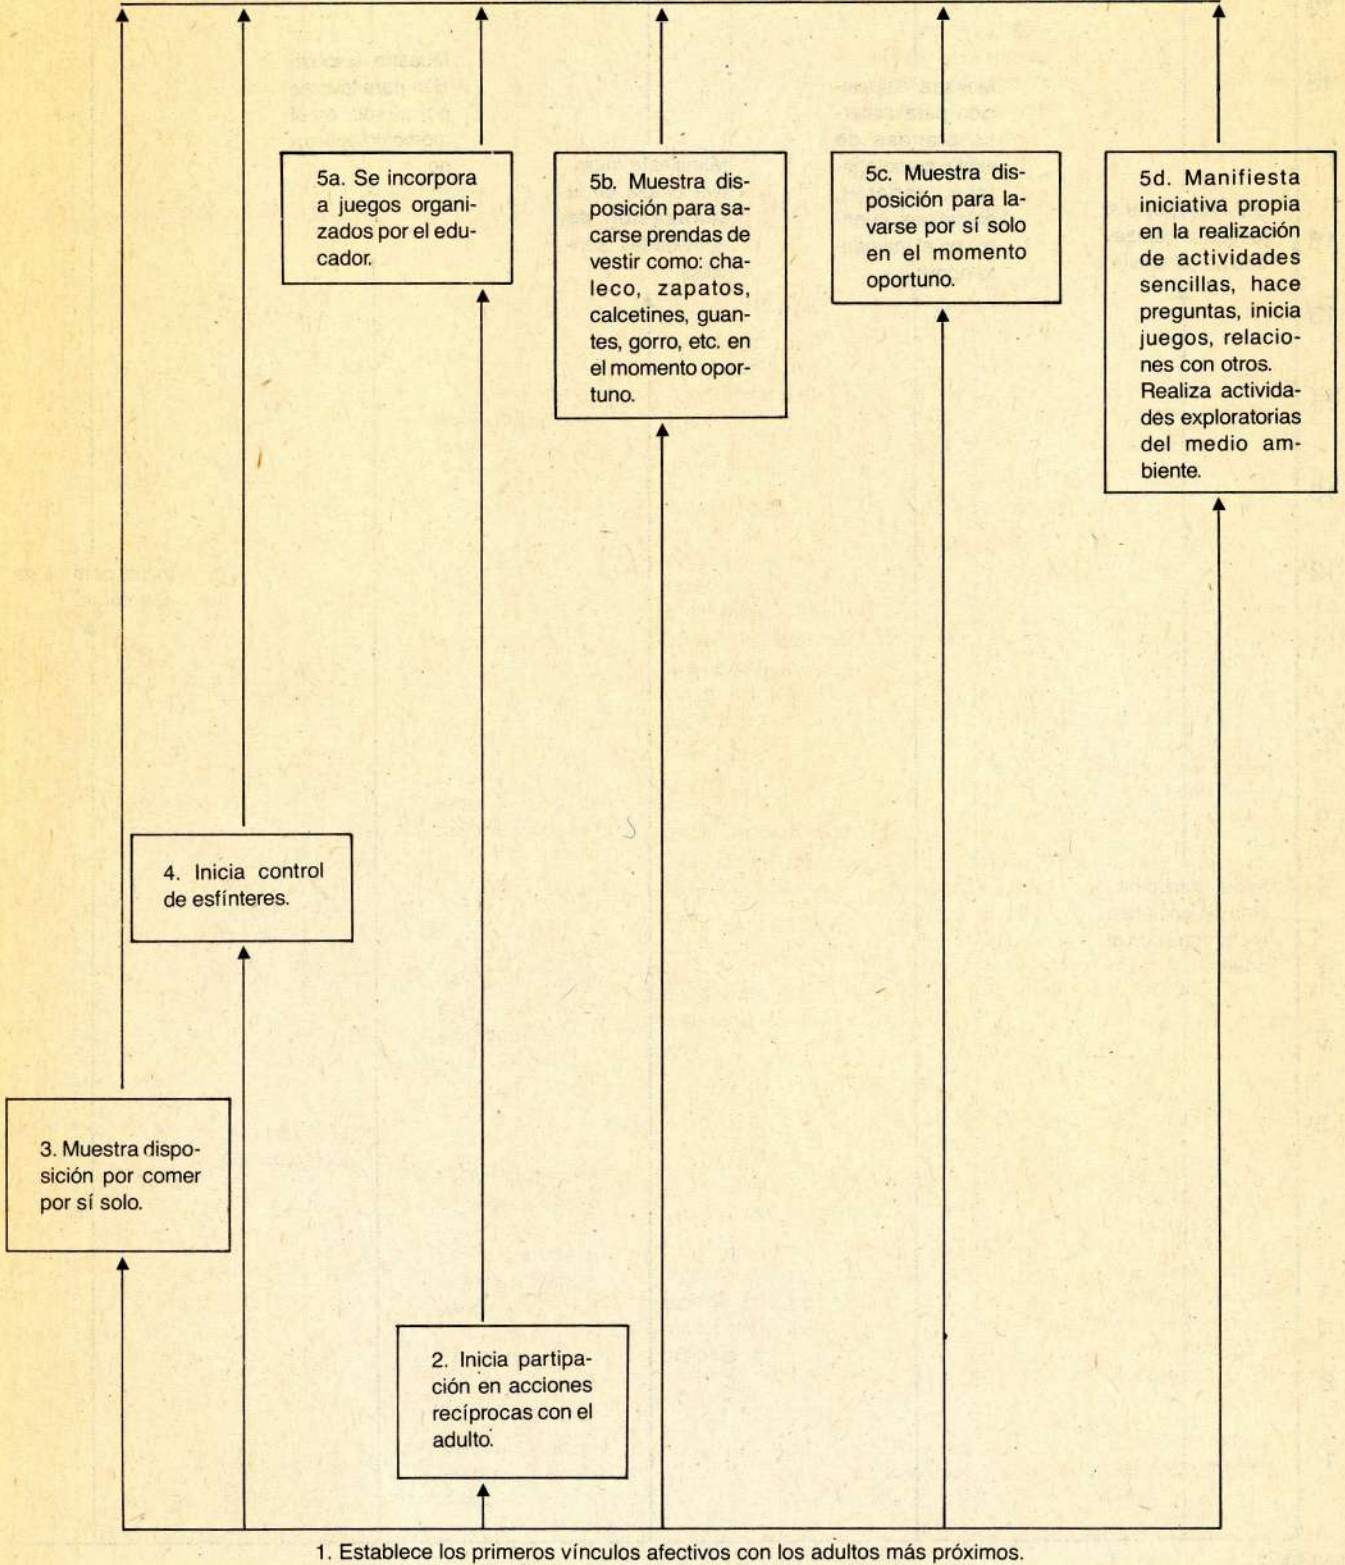 5a. Se incorpora
a juegos organi-
zados por el edu-
cador.
5b. Muestra dis-
posición para sa-
carse prendas de
vestir como: cha-
leco, zapatos,
calcetines, guan-
tes, gorro, etc. en
el momento opor-
tuno.
5c. Muestra dis-
posición para la-
varse por sí solo
en el momento
oportuno.
5d. Manifiesta
iniciativa propia
en la realización
de actividades
sencillas, hace
preguntas, inicia
juegos, relacio-
nes con otros.
Realiza activida-
des exploratorias
del medio am-
biente.
4. Inicia control
de esfínteres.
3. Muestra dispo-
sición por comer
por sí solo.
2. Inicia partipa-
ción en acciones
recíprocas con el
adulto.
1. Establece los primeros vínculos afectivos con los adultos más próximos.